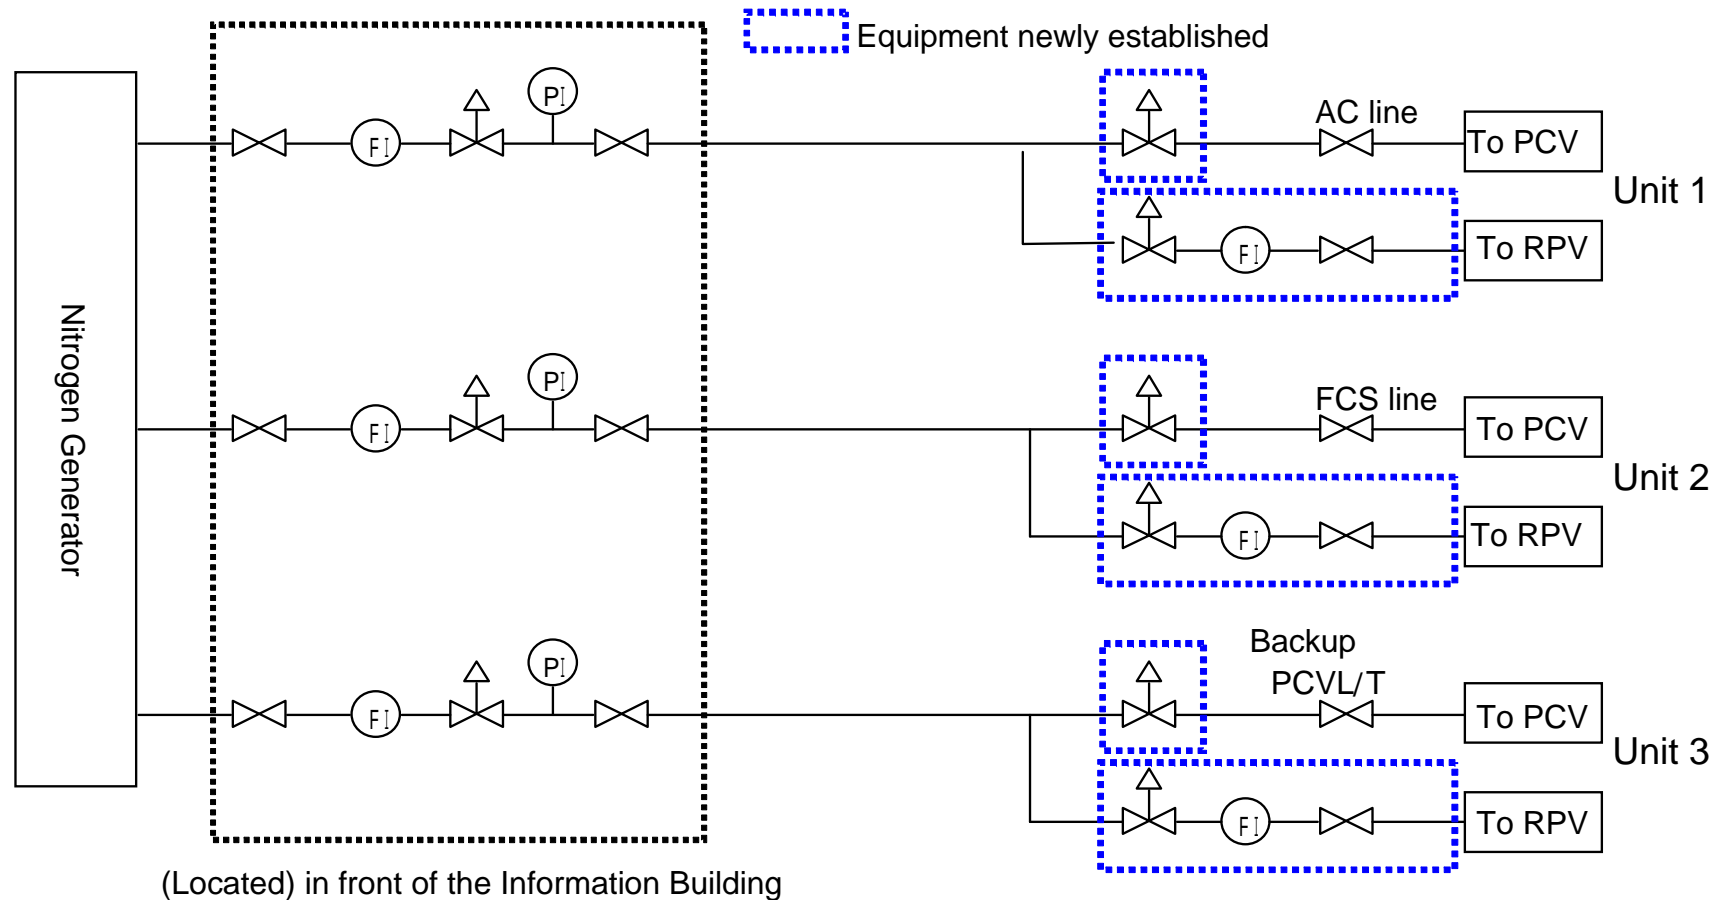 Equipment newly established
PI
AC line
FI
To PCV
Unit 1
FI
To RPV
Nitrogen Generator
PI
FCS line
FI
To PCV
Unit 2
FI
To RPV
PI
Backup
PCVL/T
FI
To PCV
Unit 3
FI
To RPV
(Located) in front of the Information Building